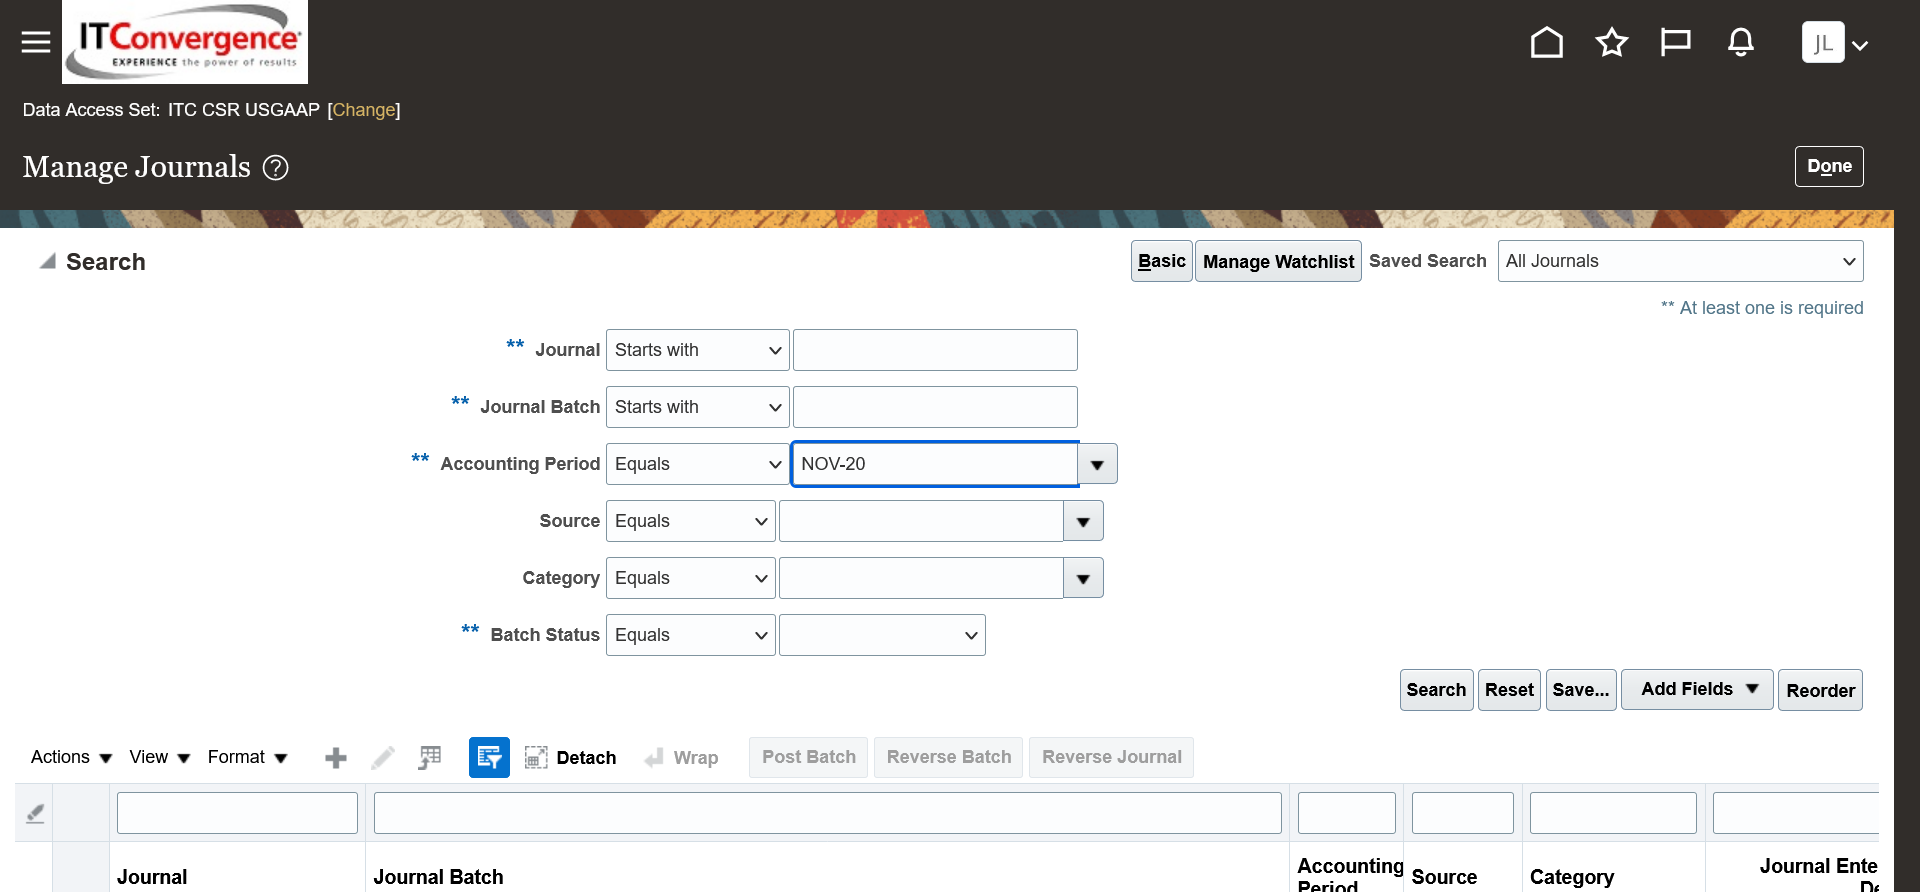 ITConvergence
EXPERIENCE the power of results
JL
Data Access Set: ITC CSR USGAAP [Change]
Manage Journals ?
Done
Search
Basic Manage Watchlist Saved Search All Journals
** At least one is required
** Journal Starts with
** Journal Batch Starts with
** Accounting Period Equals NOV-20
Source Equals
Category Equals
** Batch Status Equals
Search Reset Save... Add Fields Reorder
Actions View Format Detach Wrap Post Batch Reverse Batch Reverse Journal
Journal Journal Batch Accounting Period Source Category Journal Ente